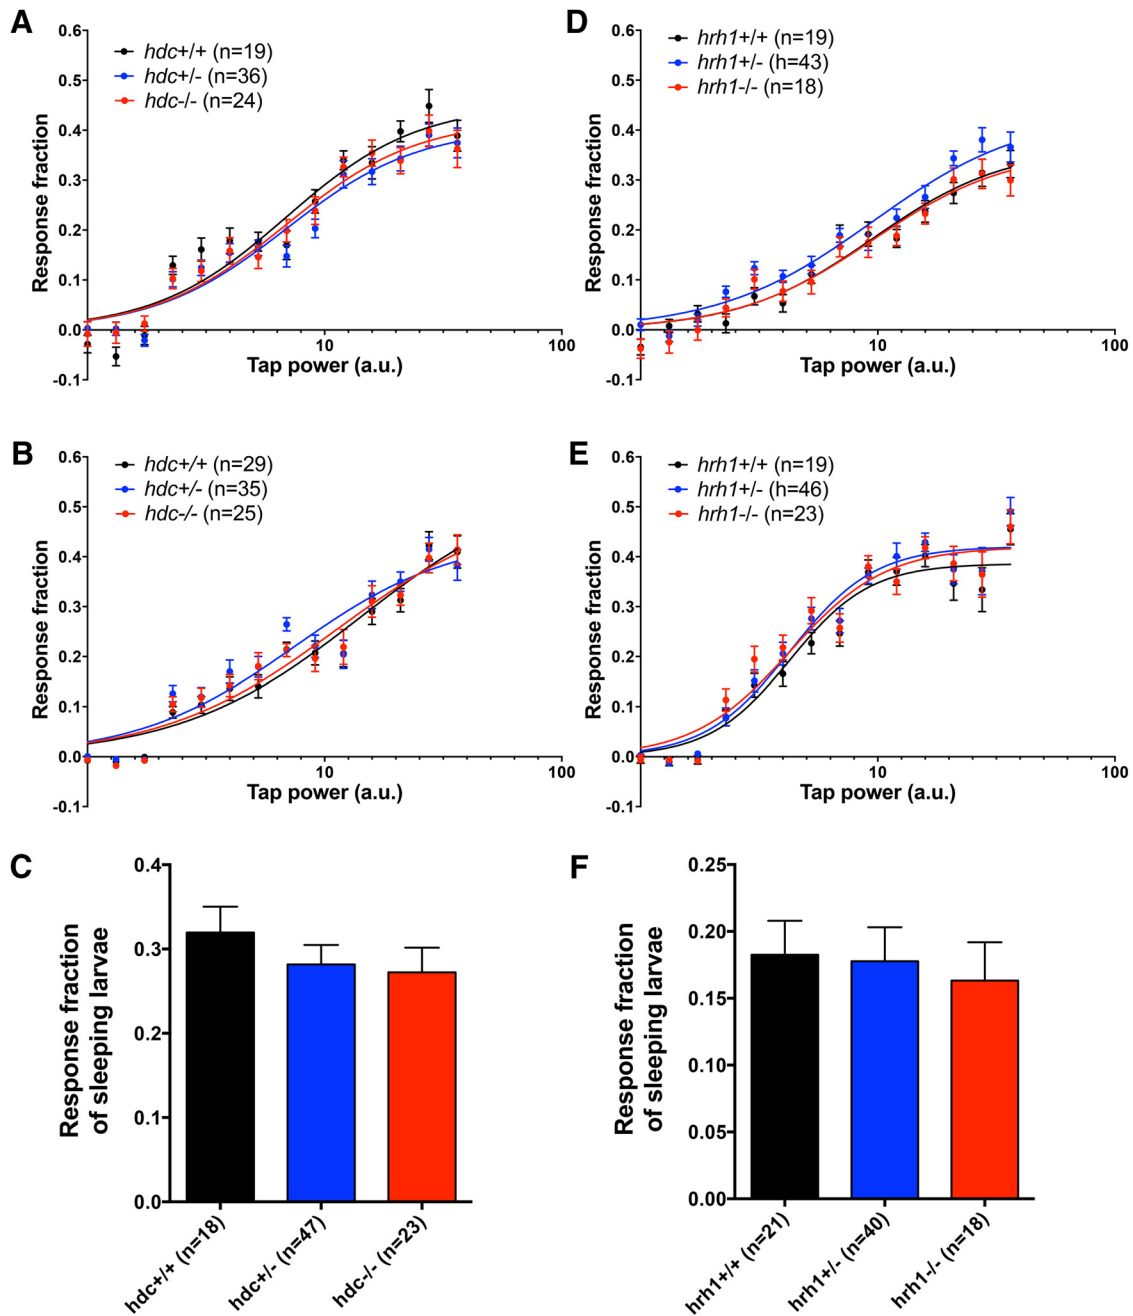 A
0.6
0.5
0.4
0.3
0.2
0.1
0.0
-0.1
Response fraction
hdc+/+ (n=19)
hdc+/- (n=36)
hdc-/- (n=24)
10
100
Tap power (a.u.)
D
0.6
0.5
0.4
0.3
0.2
0.1
0.0
-0.1
Response fraction
hrh1+/+ (n=19)
hrh1+/- (h=43)
hrh1-/- (n=18)
10
100
Tap power (a.u.)
B
0.6
0.5
0.4
0.3
0.2
0.1
0.0
-0.1
Response fraction
hdc+/+ (n=29)
hdc+/- (n=35)
hdc-/- (n=25)
10
100
Tap power (a.u.)
E
0.6
0.5
0.4
0.3
0.2
0.1
0.0
-0.1
Response fraction
hrh1+/+ (n=19)
hrh1+/- (h=46)
hrh1-/- (n=23)
10
100
Tap power (a.u.)
C
0.4
0.3
0.2
0.1
0.0
Response fraction
of sleeping larvae
hdc+/+ (n=18)
hdc+/- (n=47)
hdc-/- (n=23)
F
0.25
0.20
0.15
0.10
0.05
0.00
Response fraction
of sleeping larvae
hrh1+/+ (n=21)
hrh1+/- (n=40)
hrh1-/- (n=18)